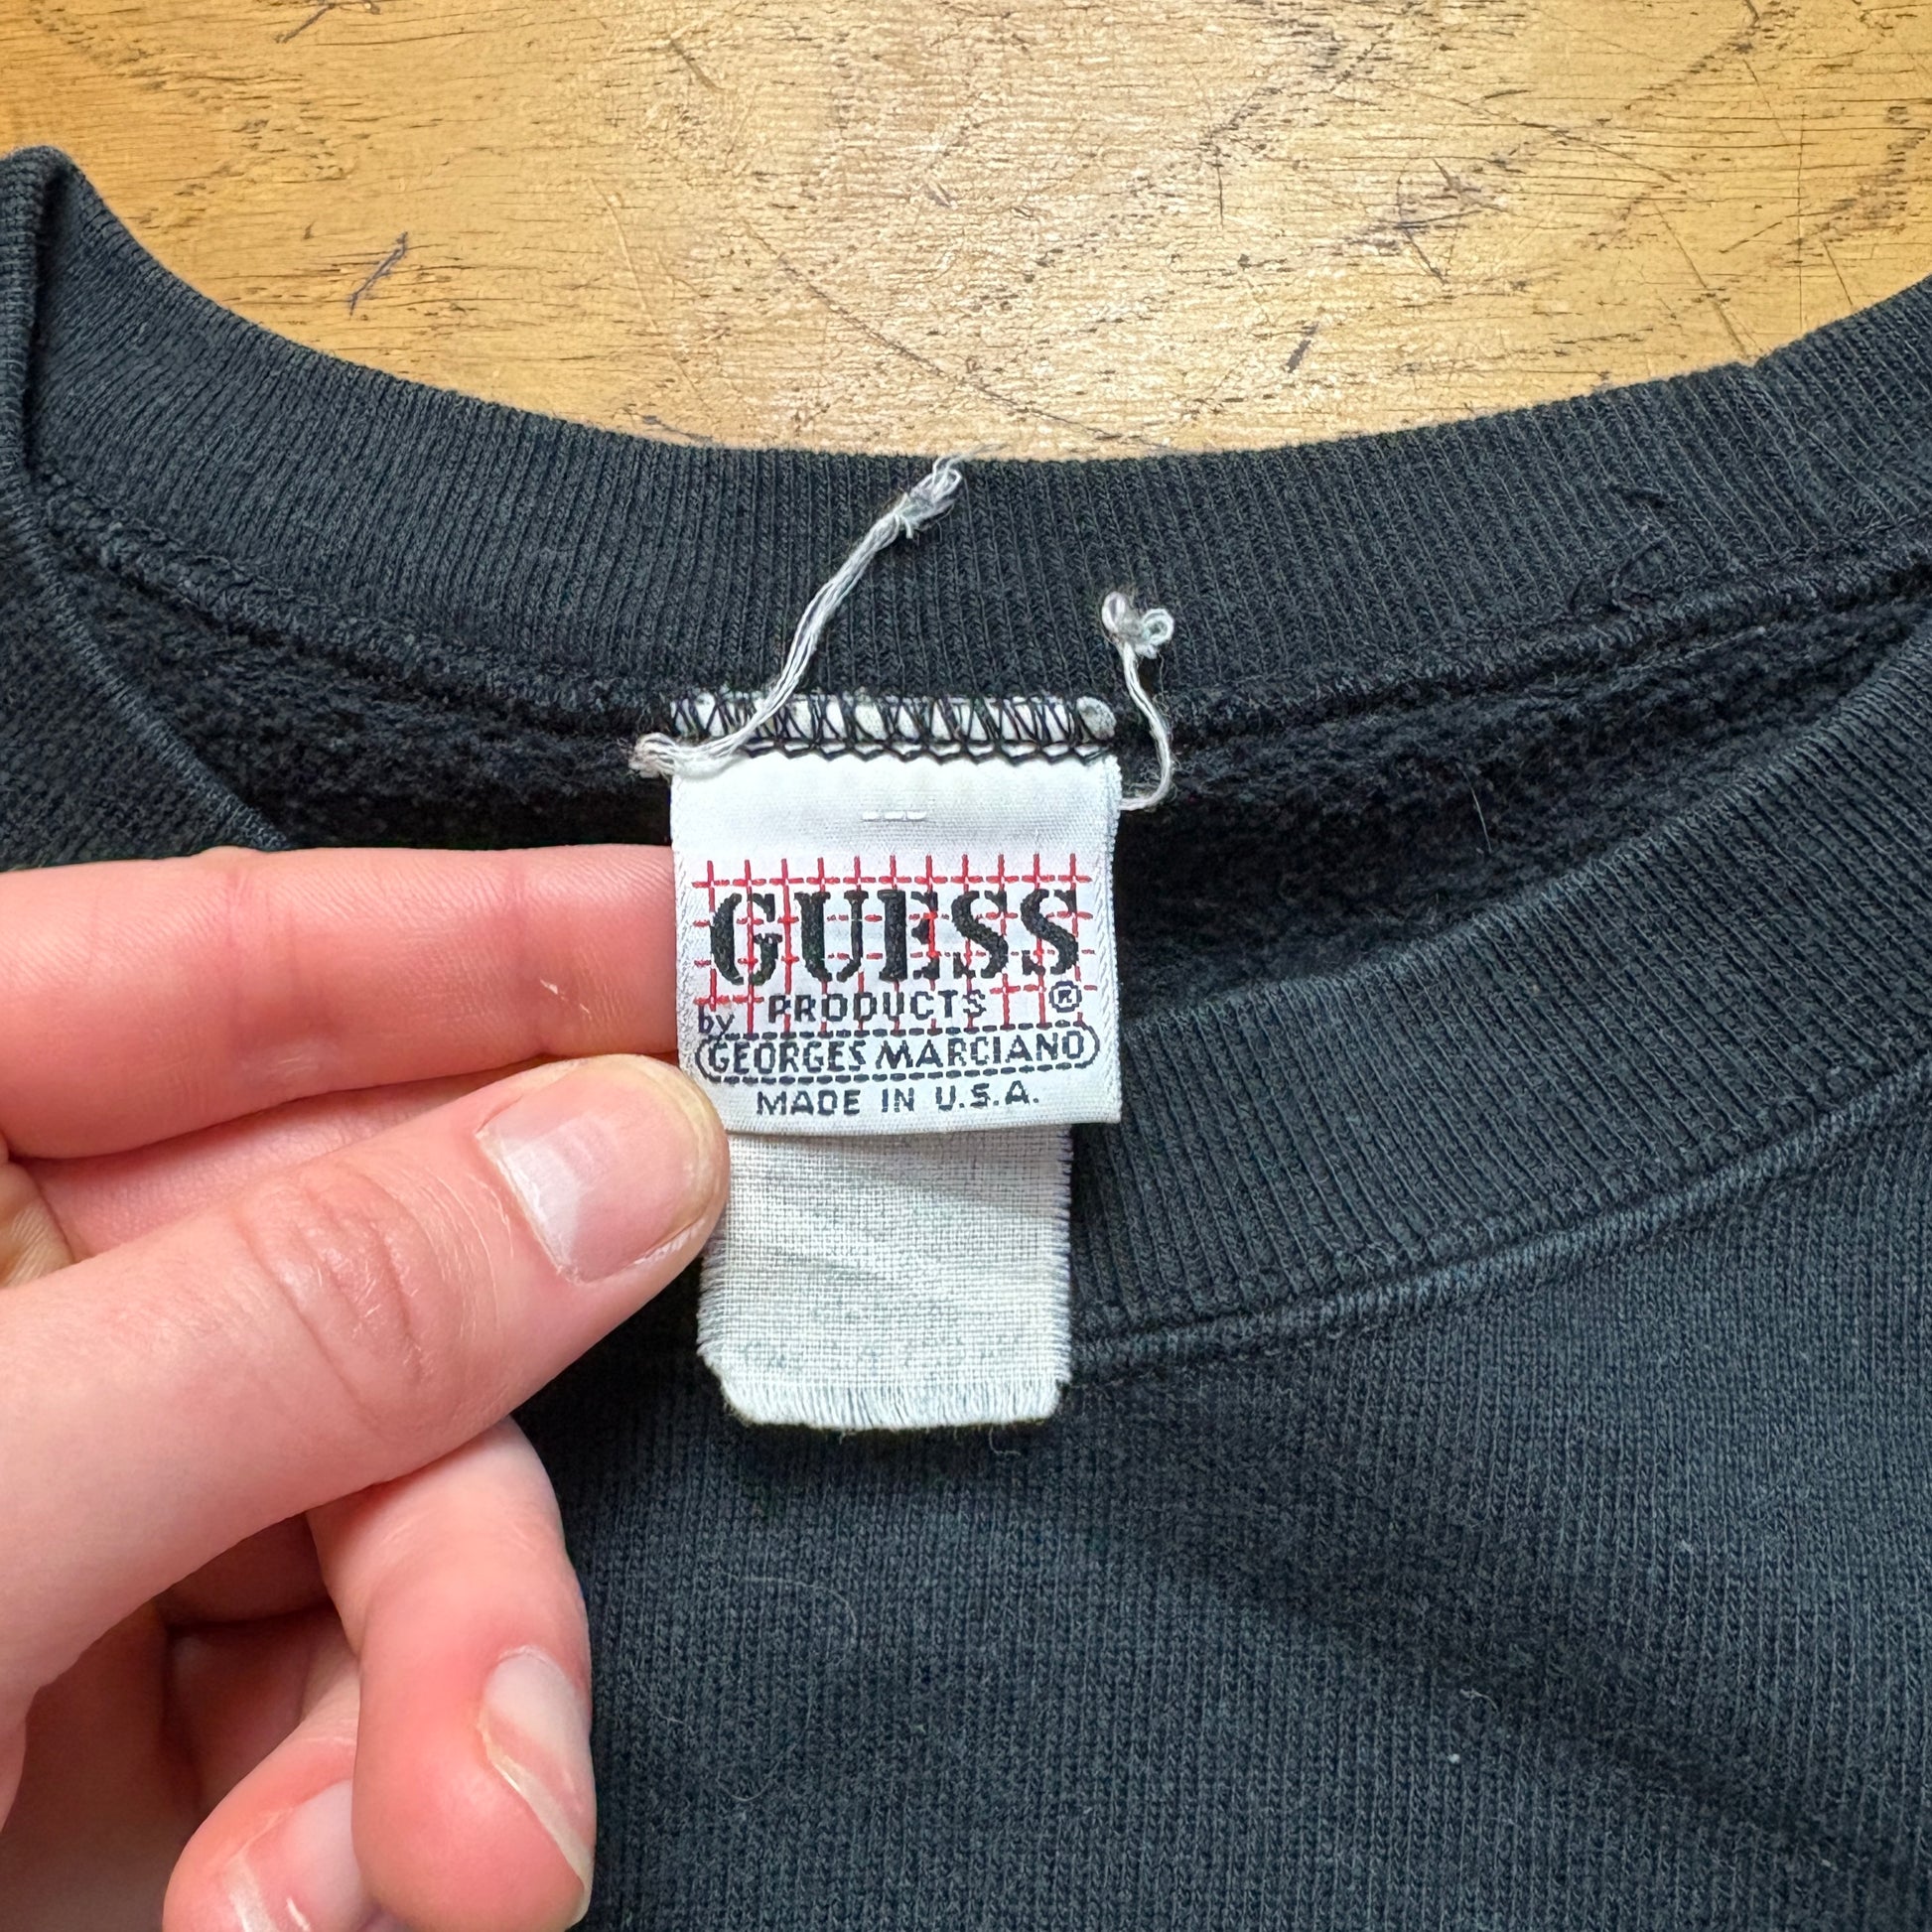 GUESS
PRODUCTS ®
by
GEORGES MARCIANO
MADE IN U.S.A.